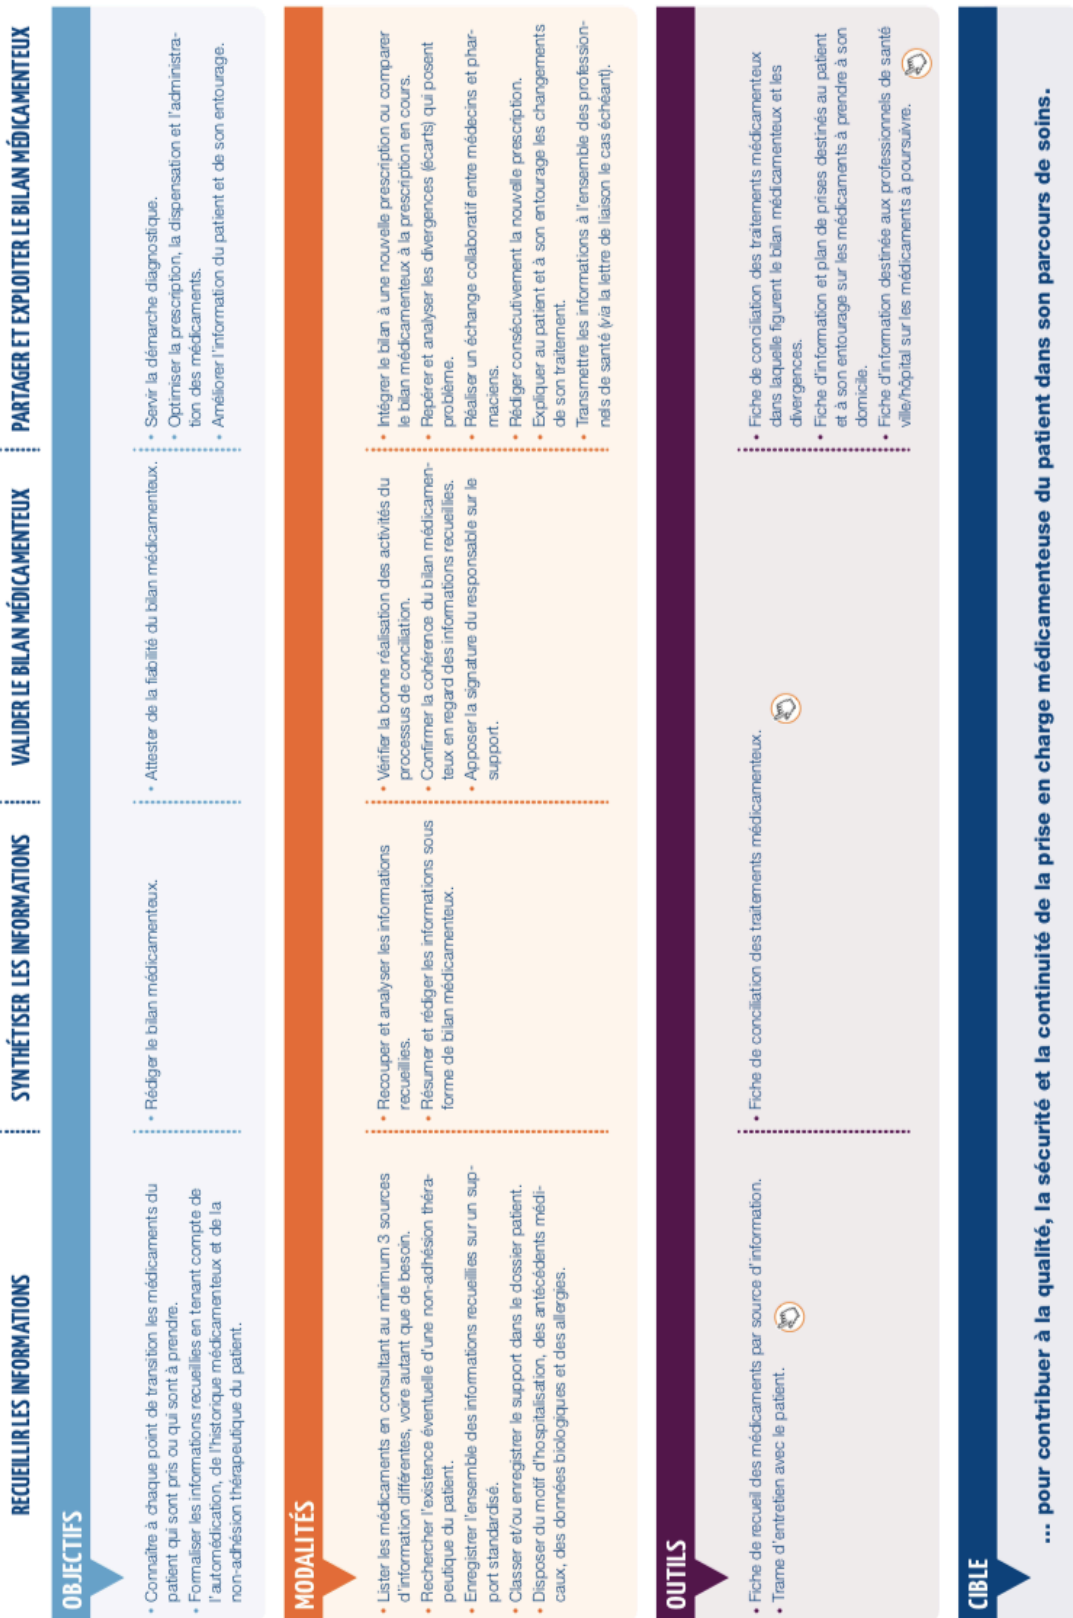 RECUEILLIR LES INFORMATIONS
SYNTHÉTISER LES INFORMATIONS
VALIDER LE BILAN MÉDICAMENTEUX
PARTAGER ET EXPLOITER LE BILAN MÉDICAMENTEUX
OBJECTIFS
• Connaître à chaque point de transition les médicaments du
patient qui sont pris ou qui sont à prendre.
• Formaliser les informations recueillies en tenant compte de
l'automédication, de l'historique médicamenteux et de la
non-adhésion thérapeutique du patient.
• Rédiger le bilan médicamenteux.
• Attester de la fiabilité du bilan médicamenteux.
• Servir la démarche diagnostique.
• Optimiser la prescription, la dispensation et l'administra-
tion des médicaments.
• Améliorer l'information du patient et de son entourage.
MODALITÉS
• Lister les médicaments en consultant au minimum 3 sources
d'information différentes, voire autant que de besoin.
• Rechercher l'existence éventuelle d'une non-adhésion théra-
peutique du patient.
• Enregistrer l'ensemble des informations recueillies sur un sup-
port standardisé.
• Classer et/ou enregistrer le support dans le dossier patient.
• Disposer du motif d'hospitalisation, des antécédents médi-
caux, des données biologiques et des allergies.
• Recouper et analyser les informations
recueillies.
• Résumer et rédiger les informations sous
forme de bilan médicamenteux.
• Vérifier la bonne réalisation des activités du
processus de conciliation.
• Confirmer la cohérence du bilan médicamen-
teux en regard des informations recueillies.
• Apposer la signature du responsable sur le
support.
• Intégrer le bilan à une nouvelle prescription ou comparer
le bilan médicamenteux à la prescription en cours.
• Repérer et analyser les divergences (écarts) qui posent
problème.
• Réaliser un échange collaboratif entre médecins et phar-
maciens.
• Rédiger consécutivement la nouvelle prescription.
• Expliquer au patient et à son entourage les changements
de son traitement.
• Transmettre les informations à l'ensemble des profession-
nels de santé (via la lettre de liaison le cas échéant).
OUTILS
• Fiche de recueil des médicaments par source d'information.
• Trame d'entretien avec le patient.
• Fiche de conciliation des traitements médicamenteux.
• Fiche de conciliation des traitements médicamenteux
dans laquelle figurent le bilan médicamenteux et les
divergences.
• Fiche d'information et plan de prises destinés au patient
et à son entourage sur les médicaments à prendre à son
domicile.
• Fiche d'information destinée aux professionnels de santé
ville/hôpital sur les médicaments à poursuivre.
CIBLE
... pour contribuer à la qualité, la sécurité et la continuité de la prise en charge médicamenteuse du patient dans son parcours de soins.